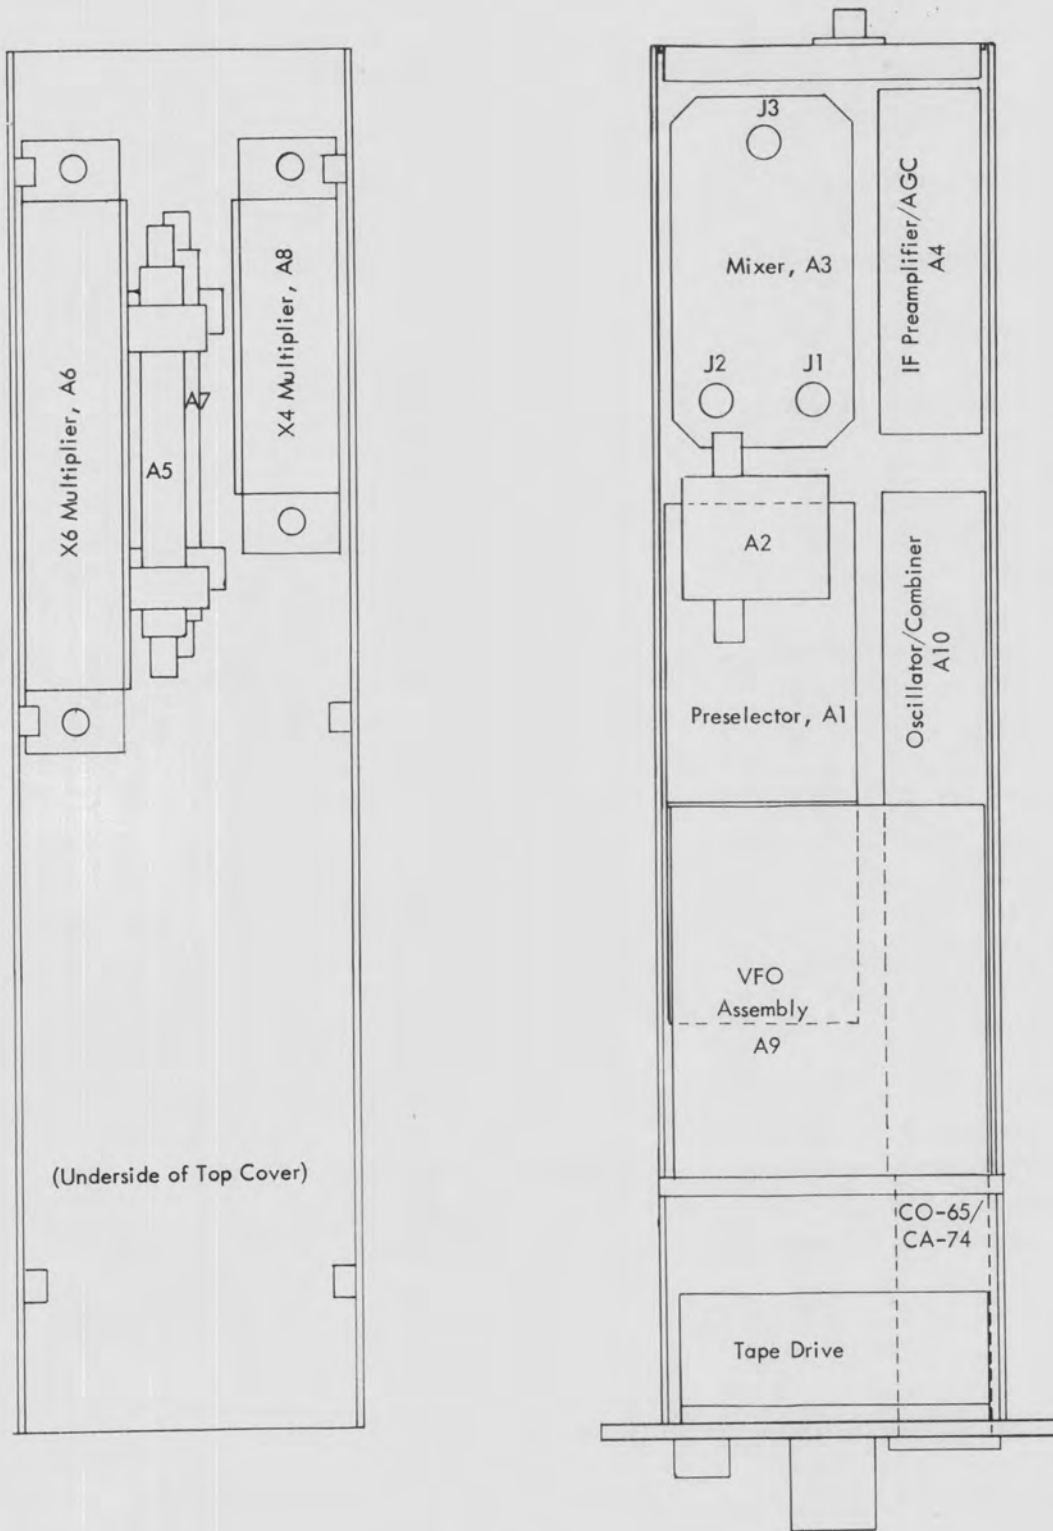 X6 Multiplier, A6
A5
A7
X4 Multiplier, A8
(Underside of Top Cover)
J3
Mixer, A3
J2
J1
IF Preamplifier/AGC
A4
A2
Preselector, A1
Oscillator/Combiner
A10
VFO
Assembly
A9
CO-65/
CA-74
Tape Drive